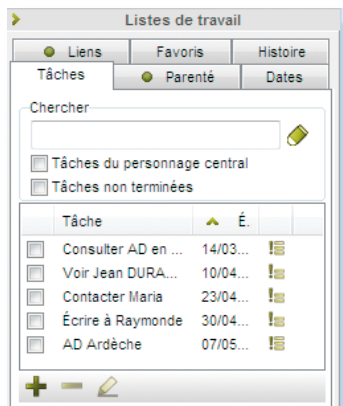 Listes de travail
Liens Favoris Histoire
Tâches Parenté Dates
Chercher
Tâches du personnage central
Tâches non terminées
Tâche É.
Consulter AD en ... 14/03...
Voir Jean DURA... 10/04...
Contacter Maria 23/04...
Écrire à Raymonde 30/04...
AD Ardèche 07/05...